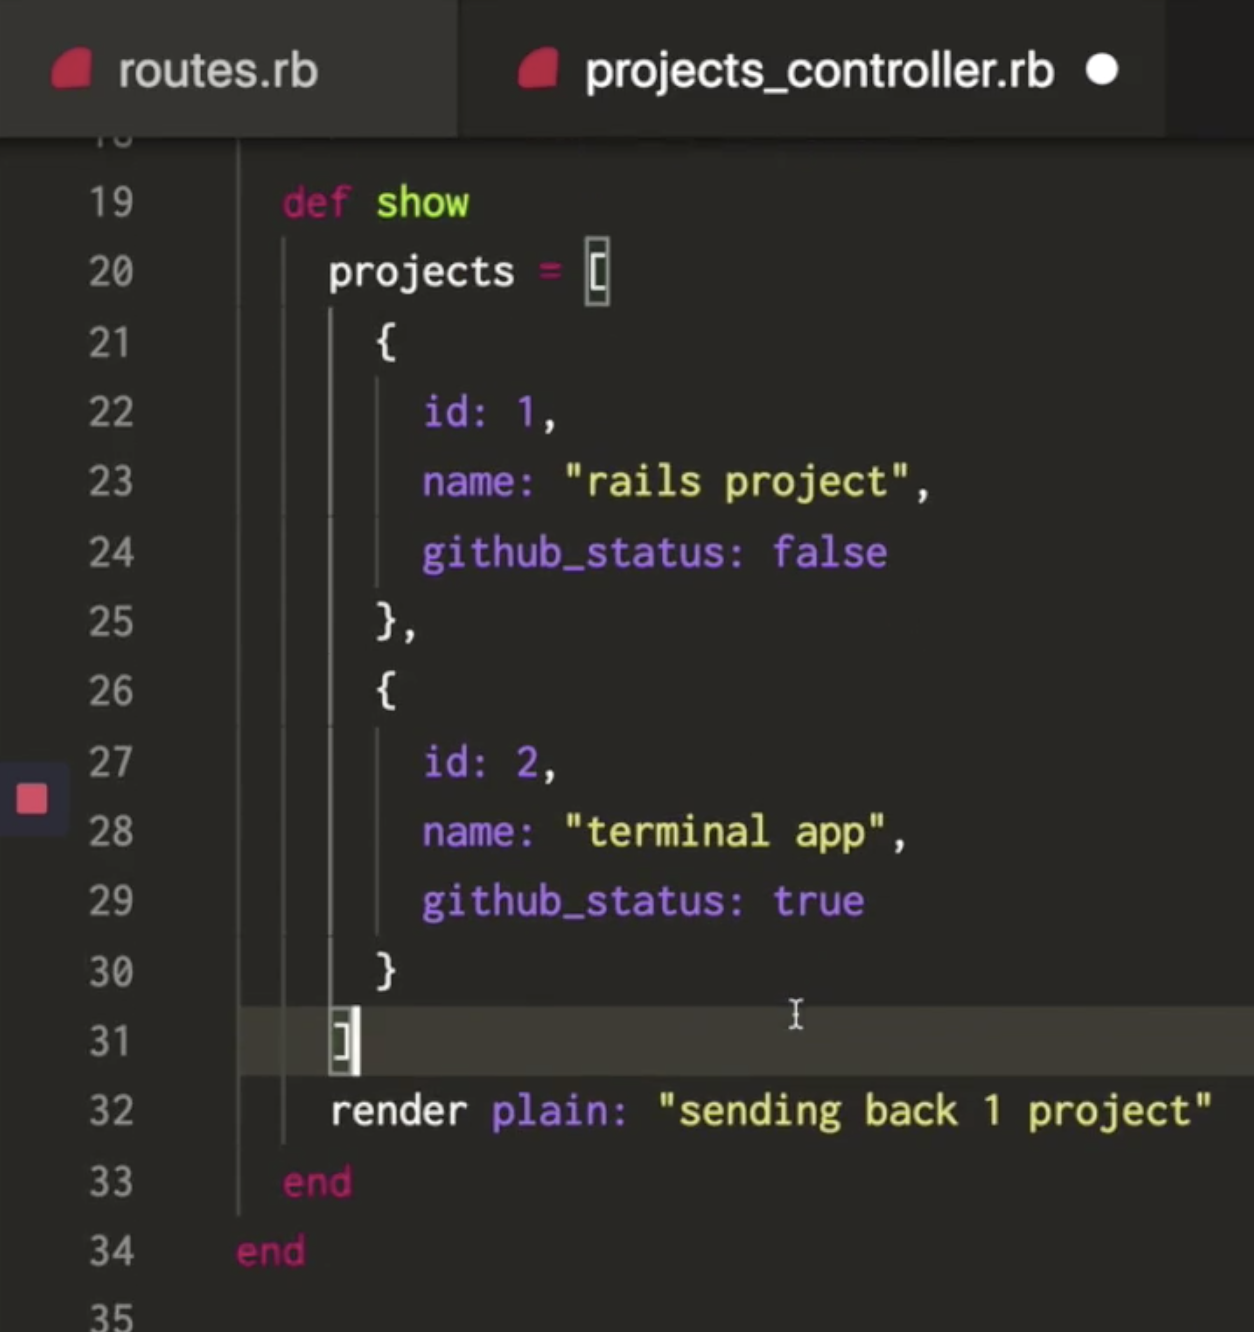 routes.rb projects_controller.rb
19 def show
20 projects = [
21 {
22 id: 1,
23 name: "rails project",
24 github_status: false
25 },
26 {
27 id: 2,
28 name: "terminal app",
29 github_status: true
30 }
31 ]
32 render plain: "sending back 1 project"
33 end
34 end
35